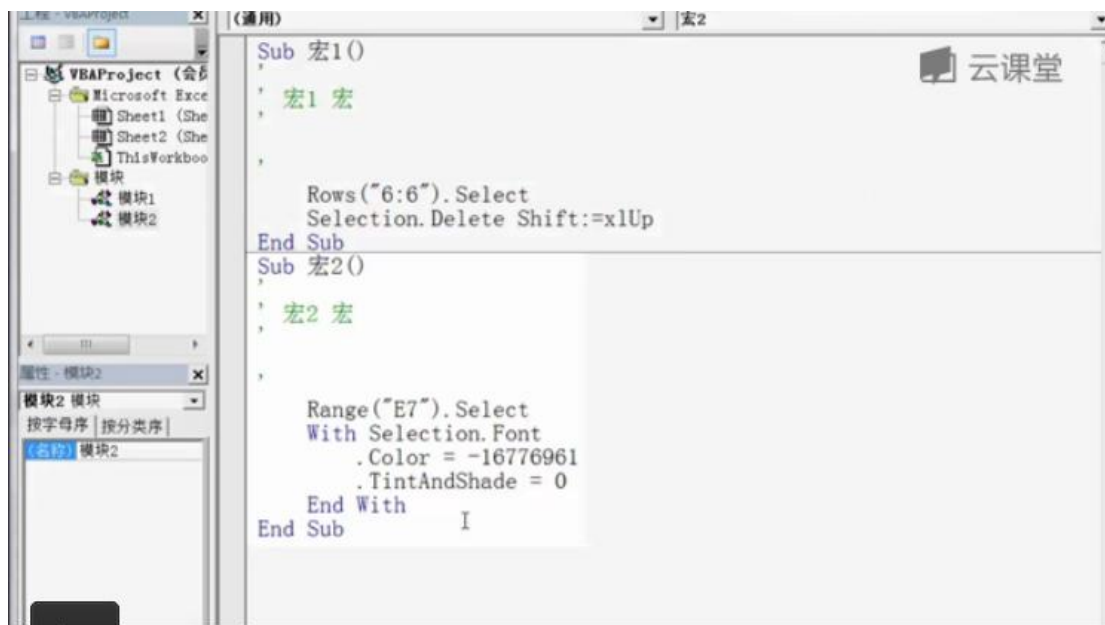 工程 - VBAProject
(通用)
宏2
VBAProject (会员
Microsoft Exce
Sheet1 (She
Sheet2 (She
ThisWorkboo
模块
模块1
模块2
属性 - 模块2
模块2 模块
按字母序 按分类序
(名称) 模块2
云课堂
Sub 宏1()
'
' 宏1 宏
'
'
Rows("6:6").Select
Selection.Delete Shift:=xlUp
End Sub
Sub 宏2()
'
' 宏2 宏
'
'
Range("E7").Select
With Selection.Font
.Color = -16776961
.TintAndShade = 0
End With
End Sub